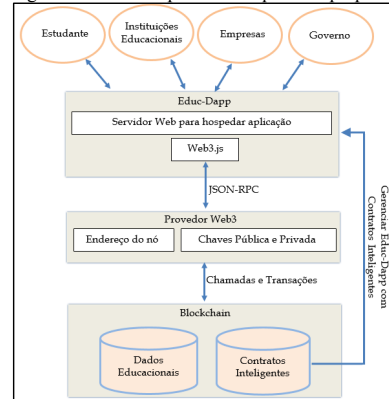 Estudante
Instituições
Educacionais
Empresas
Governo
Educ-Dapp
Servidor Web para hospedar aplicação
Web3.js
JSON-RPC
Provedor Web3
Endereço do nó
Chaves Pública e Privada
Chamadas e Transações
Blockchain
Dados
Educacionais
Contratos
Inteligentes
Gerenciar Educ-Dapp com
Contratos Inteligentes